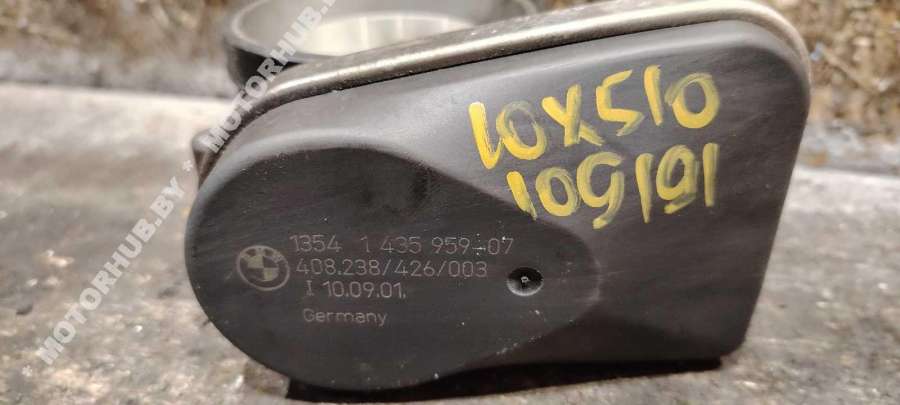 * MOTORHUB.BY * MOTORHUB.BY
10X510
109191
1354 1 435 959-07
408.238/426/003
I 10.09.01.
Germany